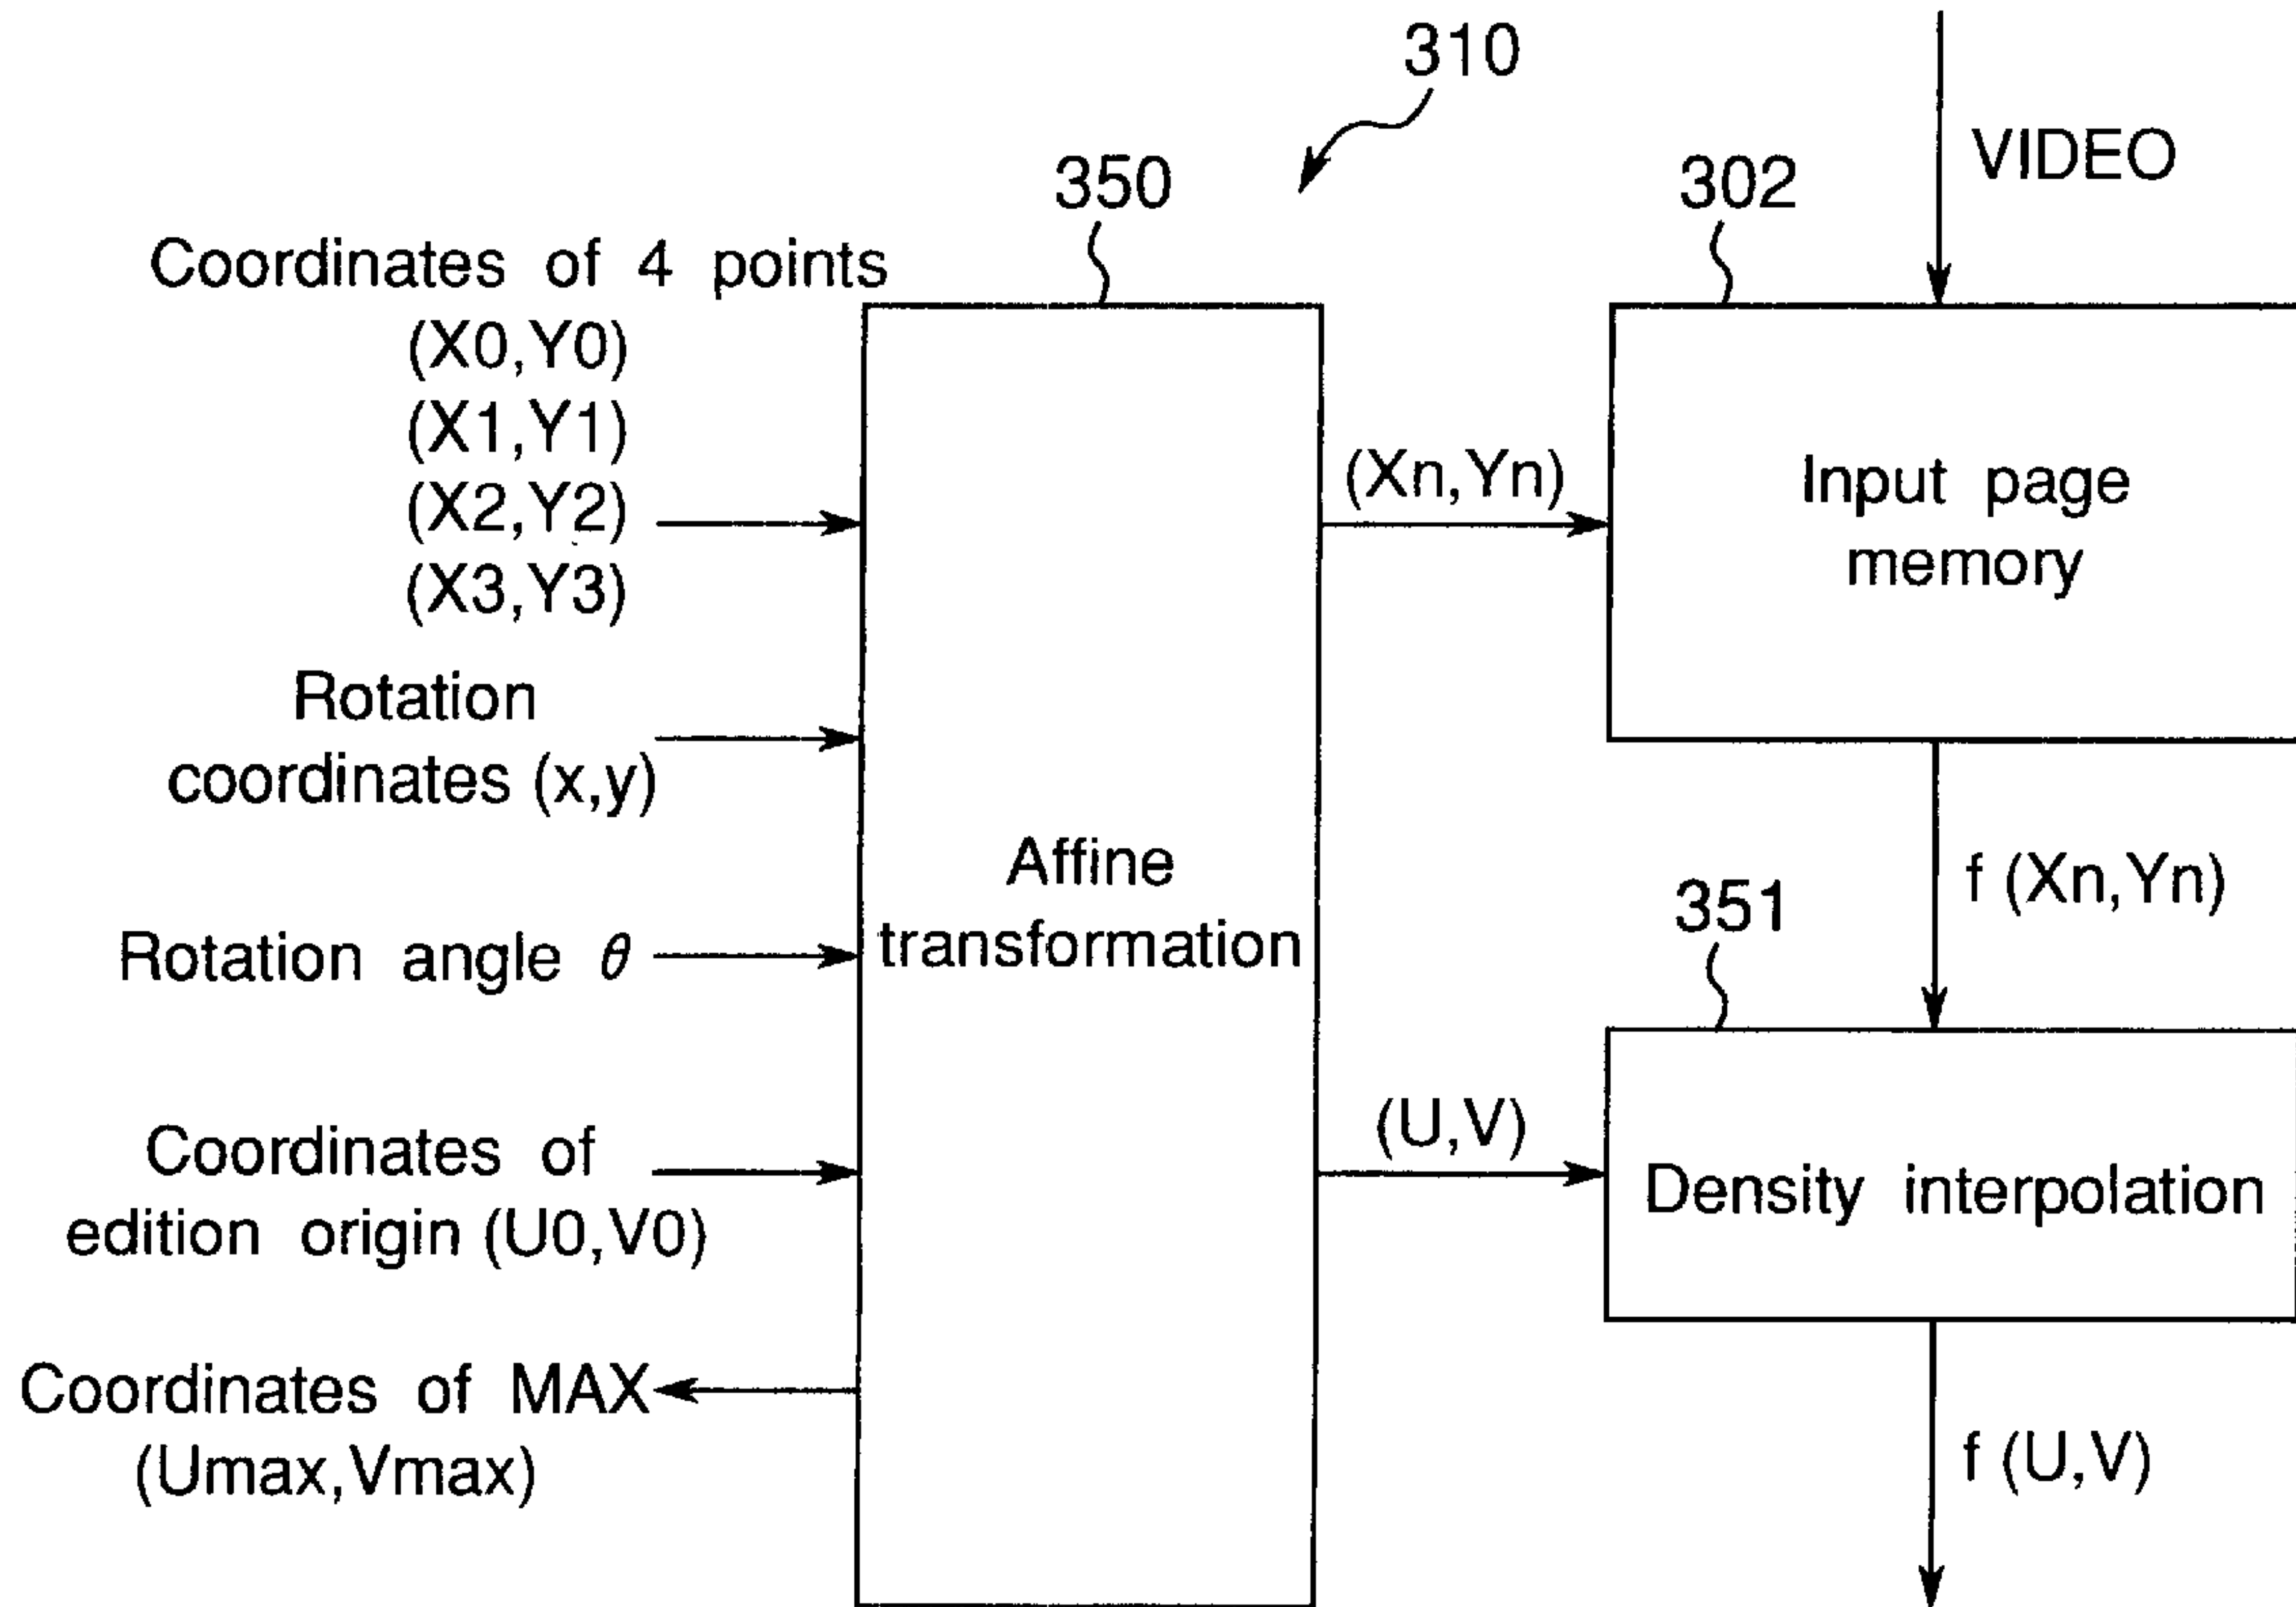 310
VIDEO
350
302
Coordinates of 4 points
(X0,Y0)
(X1,Y1)
(X2,Y2)
(X3,Y3)
(Xn,Yn)
Input page
memory
Rotation
coordinates (x,y)
Affine
transformation
f (Xn,Yn)
351
Rotation angle θ
(U,V)
Coordinates of
edition origin (U0,V0)
Density interpolation
Coordinates of MAX
(Umax,Vmax)
f (U,V)